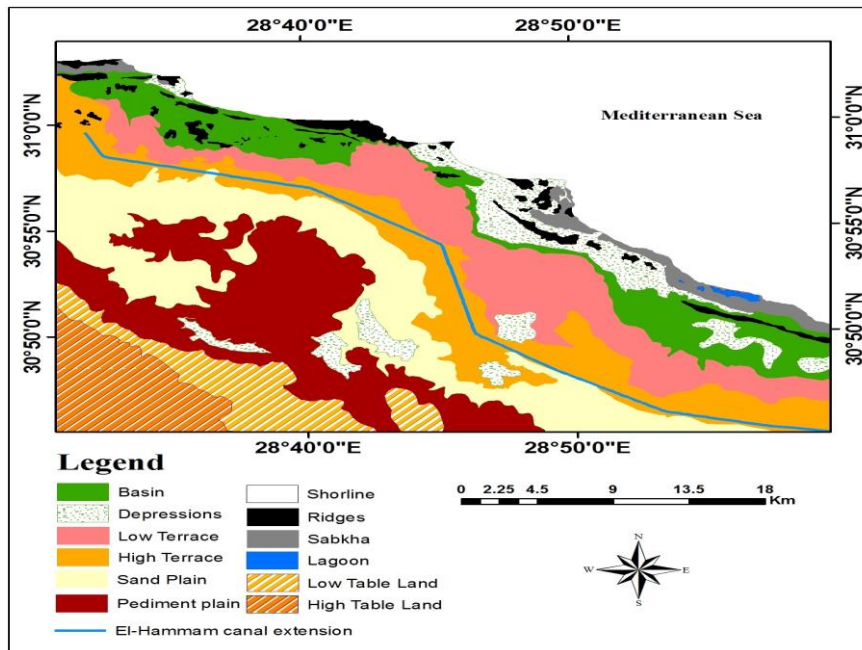 28°40'0"E 28°50'0"E
Mediterranean Sea
31°0'0"N 31°0'0"N
30°55'0"N 30°55'0"N
30°50'0"N 30°50'0"N
28°40'0"E 28°50'0"E
Legend
Basin
Depressions
Low Terrace
High Terrace
Sand Plain
Pediment plain
El-Hammam canal extension
Shorline
Ridges
Sabkha
Lagoon
Low Table Land
High Table Land
0 2.25 4.5 9 13.5 18
Km
N
W E
S